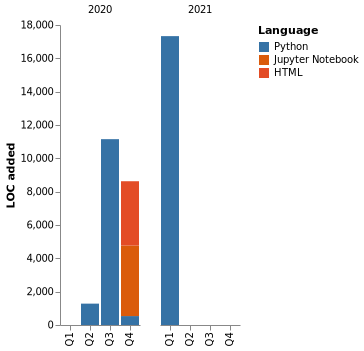 2020
2021
Language
Python
Jupyter Notebook
HTML
LOC added
18,000
16,000
14,000
12,000
10,000
8,000
6,000
4,000
2,000
0
Q1
Q2
Q3
Q4
Q1
Q2
Q3
Q4